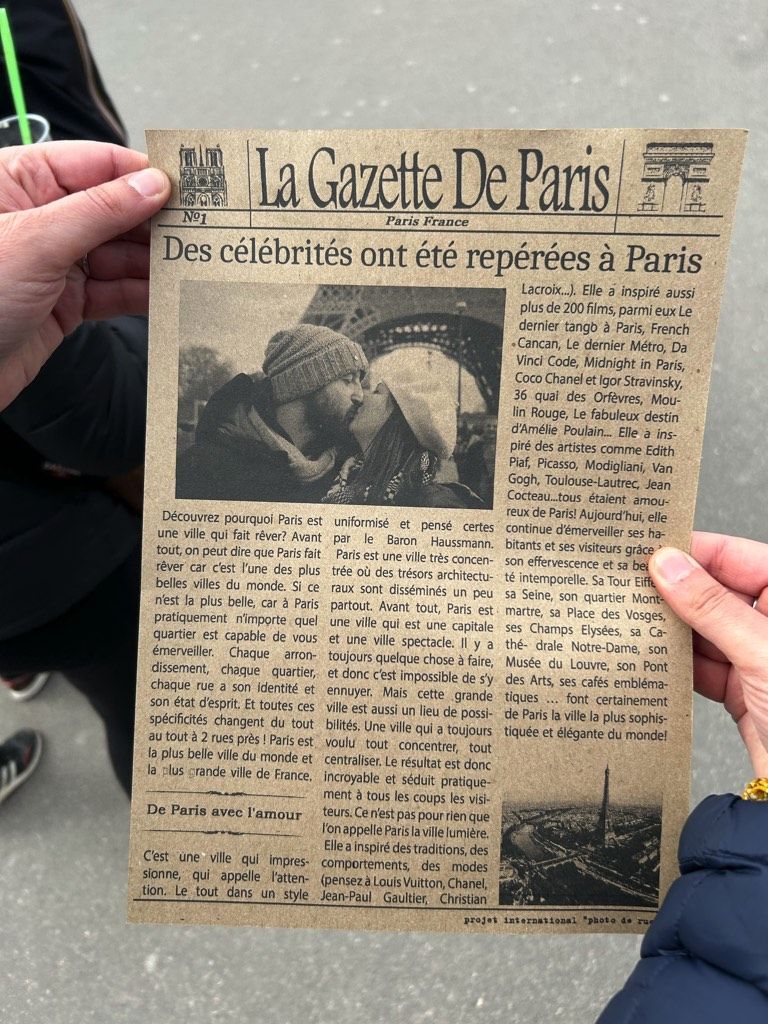 La Gazette De Paris
Nº1
Paris France
Des célébrités ont été repérées à Paris
Découvrez pourquoi Paris est
une ville qui fait rêver? Avant
tout, on peut dire que Paris fait
rêver car c'est l'une des plus
belles villes du monde. Si ce
n'est la plus belle, car à Paris
pratiquement n'importe quel
quartier est capable de vous
émerveiller. Chaque arron-
dissement, chaque quartier,
chaque rue a son identité et
son état d'esprit. Et toutes ces
spécificités changent du tout
au tout à 2 rues près ! Paris est
la plus belle ville du monde et
la plus grande ville de France.
De Paris avec l'amour
C'est une ville qui impres-
sionne, qui appelle l'atten-
tion. Le tout dans un style
uniformisé et pensé certes
par le Baron Haussmann.
Paris est une ville très concen-
trée où des trésors architectu-
raux sont disséminés un peu
partout. Avant tout, Paris est
une ville qui est une capitale
et une ville spectacle. Il y a
toujours quelque chose à faire,
et donc c'est impossible de s'y
ennuyer. Mais cette grande
ville est aussi un lieu de possi-
bilités. Une ville qui a toujours
voulu tout concentrer, tout
centraliser. Le résultat est donc
incroyable et séduit pratique-
ment à tous les coups les visi-
teurs. Ce n'est pas pour rien que
l'on appelle Paris la ville lumière.
Elle a inspiré des traditions, des
comportements, des modes
(pensez à Louis Vuitton, Chanel,
Jean-Paul Gaultier, Christian
Lacroix...). Elle a inspiré aussi
plus de 200 films, parmi eux Le
dernier tangb à Paris, French
Cancan, Le dernier Métro, Da
Vinci Code, Midnight in Paris,
Coco Chanel et Igor Stravinsky,
36 quai des Orfèvres, Mou-
lin Rouge, Le fabuleux destin
d'Amélie Poulain... Elle a ins-
piré des artistes comme Edith
Piaf, Picasso, Modigliani, Van
Gogh, Toulouse-Lautrec, Jean
Cocteau...tous étaient amou-
reux de Paris! Aujourd'hui, elle
continue d'émerveiller ses ha-
bitants et ses visiteurs grâce
son effervescence et sa
té intemporelle. Sa Tour
sa Seine, son quartier Mont-
martre, sa Place des Vosges,
ses Champs Elysées, sa Ca-
thé- drale Notre-Dame, son
Musée du Louvre, son Pont
des Arts, ses cafés embléma-
tiques ... font certainement
de Paris la ville la plus sophis-
tiquée et élégante du monde!
projet international "photo de